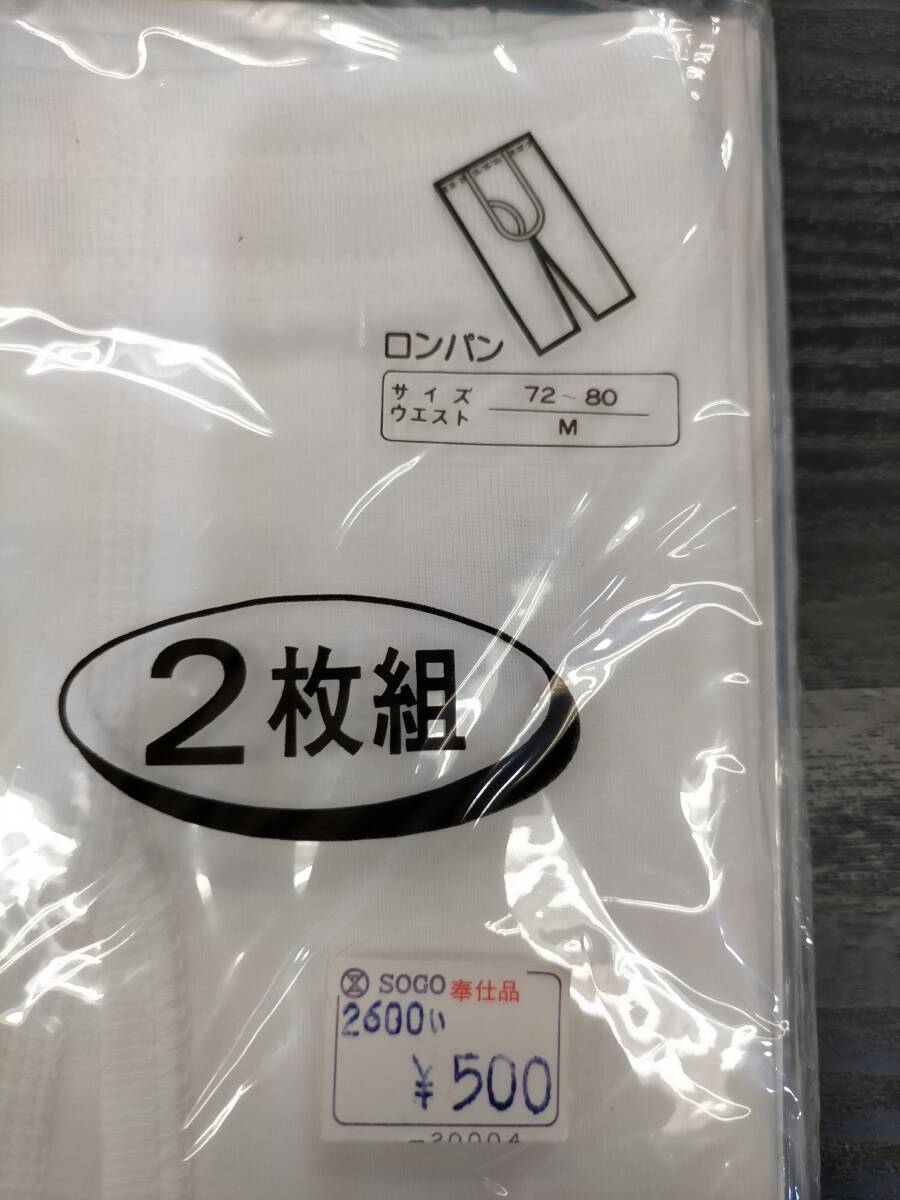 ロンパン
サイズ
ウエスト
72~80
M
2枚組
SOGO 奉仕品
2600い
¥500